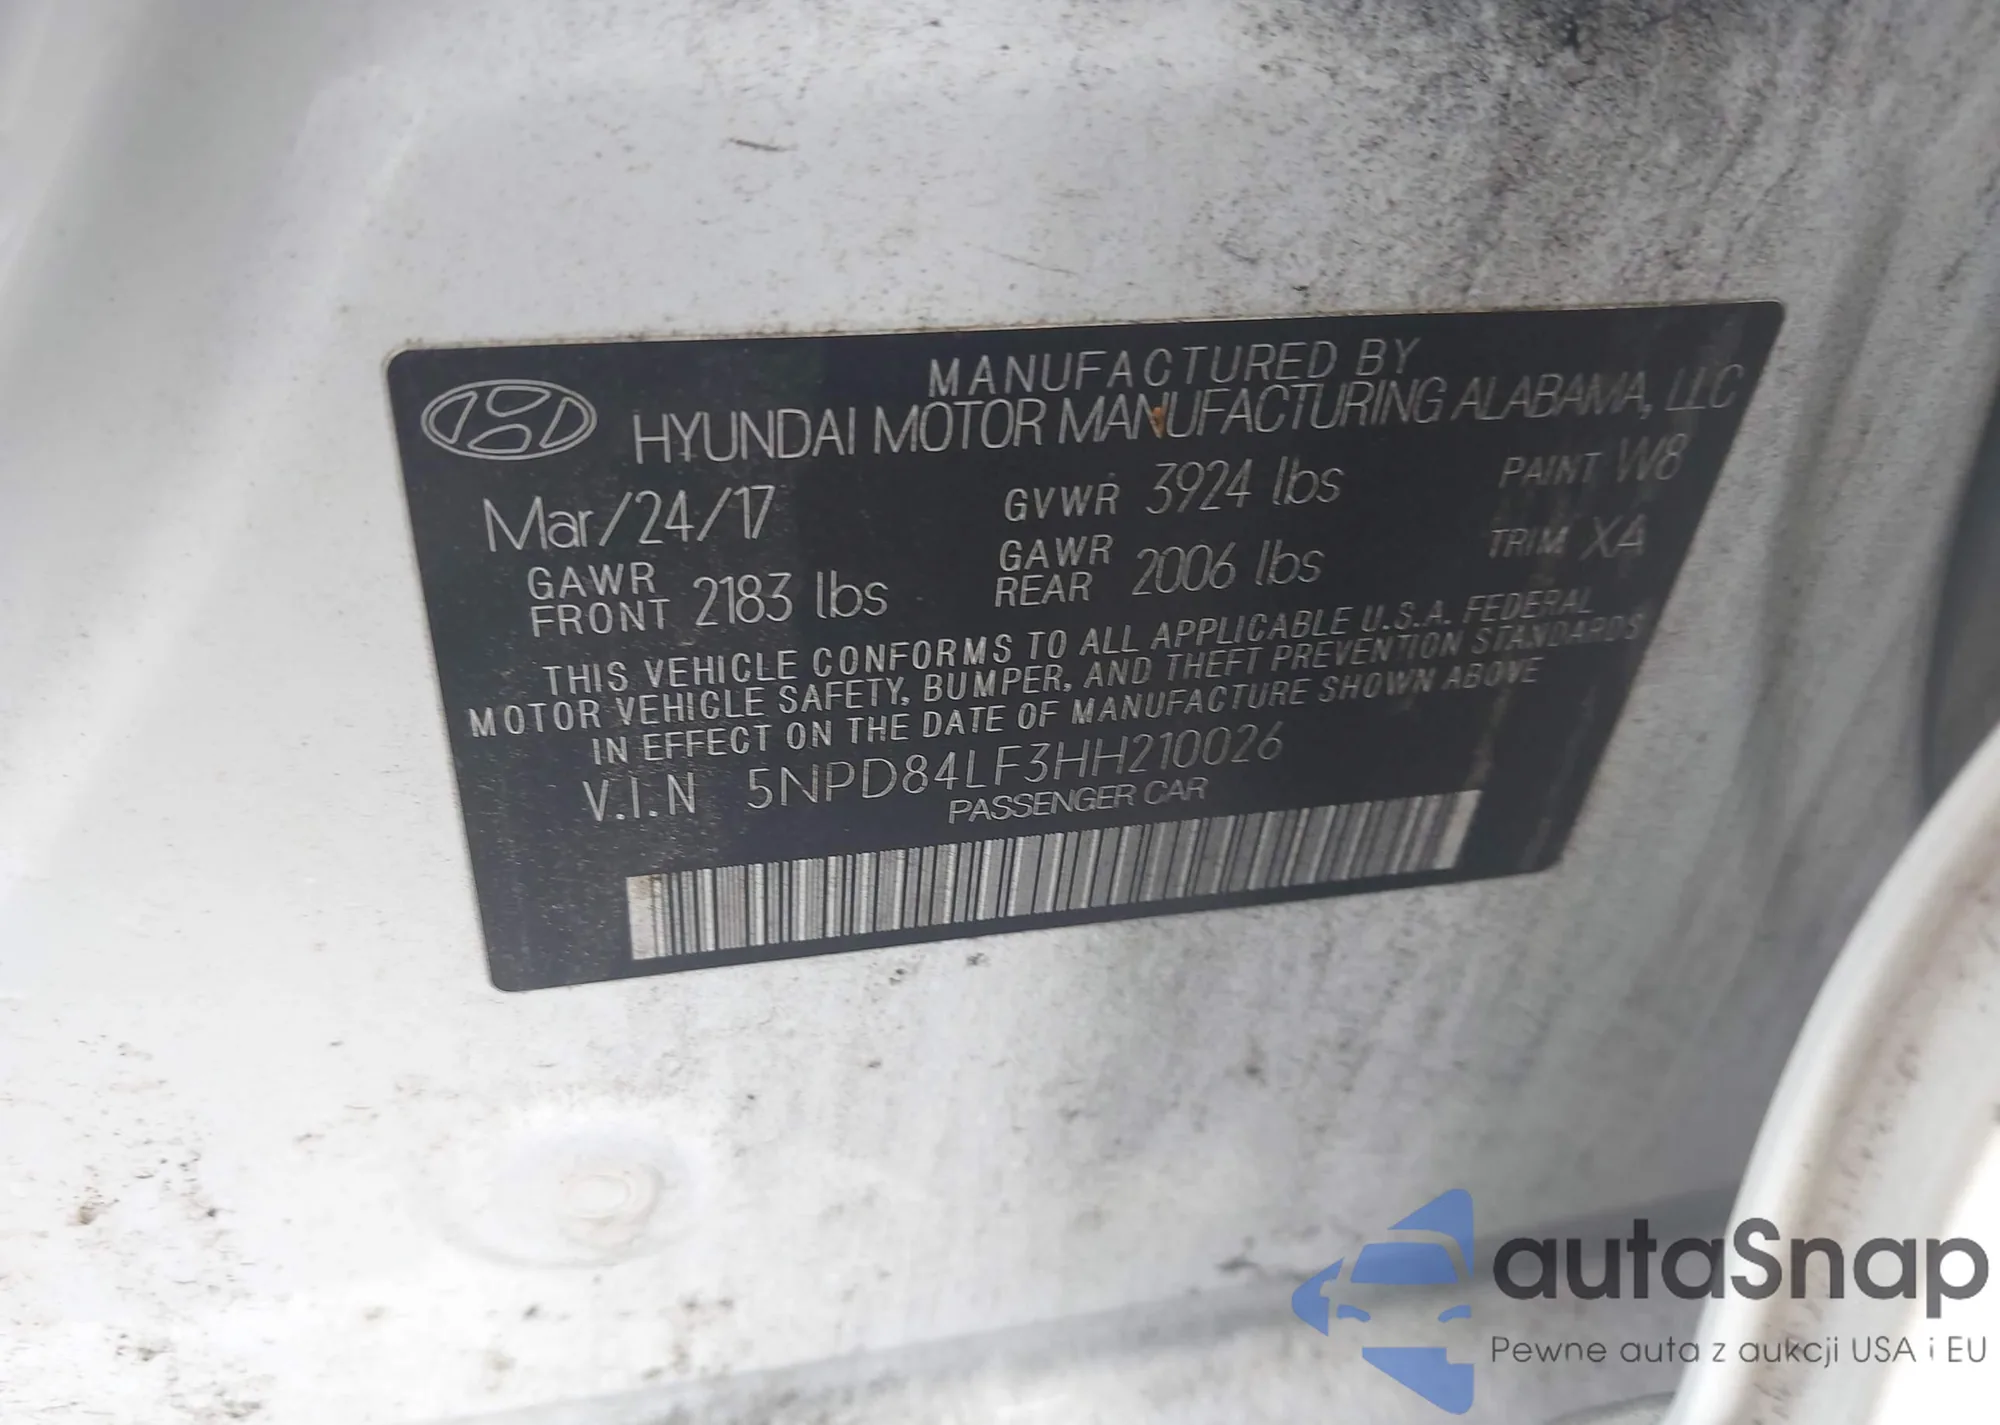 MANUFACTURED BY
HYUNDAI MOTOR MANUFACTURING ALABAMA, LLC
Mar/24/17 GVWR 3924 lbs PAINT W8
GAWR FRONT 2183 lbs GAWR REAR 2006 lbs TRIM XA
THIS VEHICLE CONFORMS TO ALL APPLICABLE U.S.A. FEDERAL
MOTOR VEHICLE SAFETY, BUMPER, AND THEFT PREVENTION STANDARDS
IN EFFECT ON THE DATE OF MANUFACTURE SHOWN ABOVE
V.I.N 5NPD84LF3HH210026
PASSENGER CAR
autaSnap
Pewne auta z aukcji USA i EU